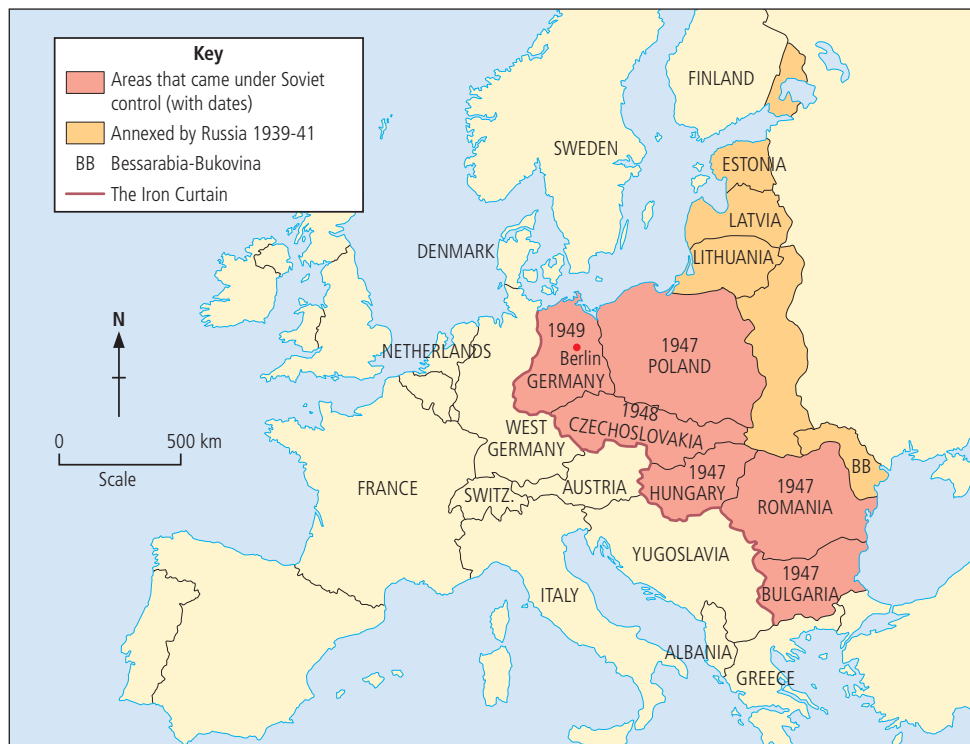 Key
Areas that came under Soviet
control (with dates)
Annexed by Russia 1939-41
BB Bessarabia-Bukovina
The Iron Curtain
FINLAND
SWEDEN
ESTONIA
LATVIA
DENMARK
LITHUANIA
N
NETHERLANDS
1949
Berlin
GERMANY
1947
POLAND
1948
CZECHOSLOVAKIA
0 500 km
Scale
WEST
GERMANY
FRANCE
SWITZ.
AUSTRIA
1947
HUNGARY
1947
ROMANIA
BB
YUGOSLAVIA
1947
BULGARIA
ITALY
ALBANIA
GREECE